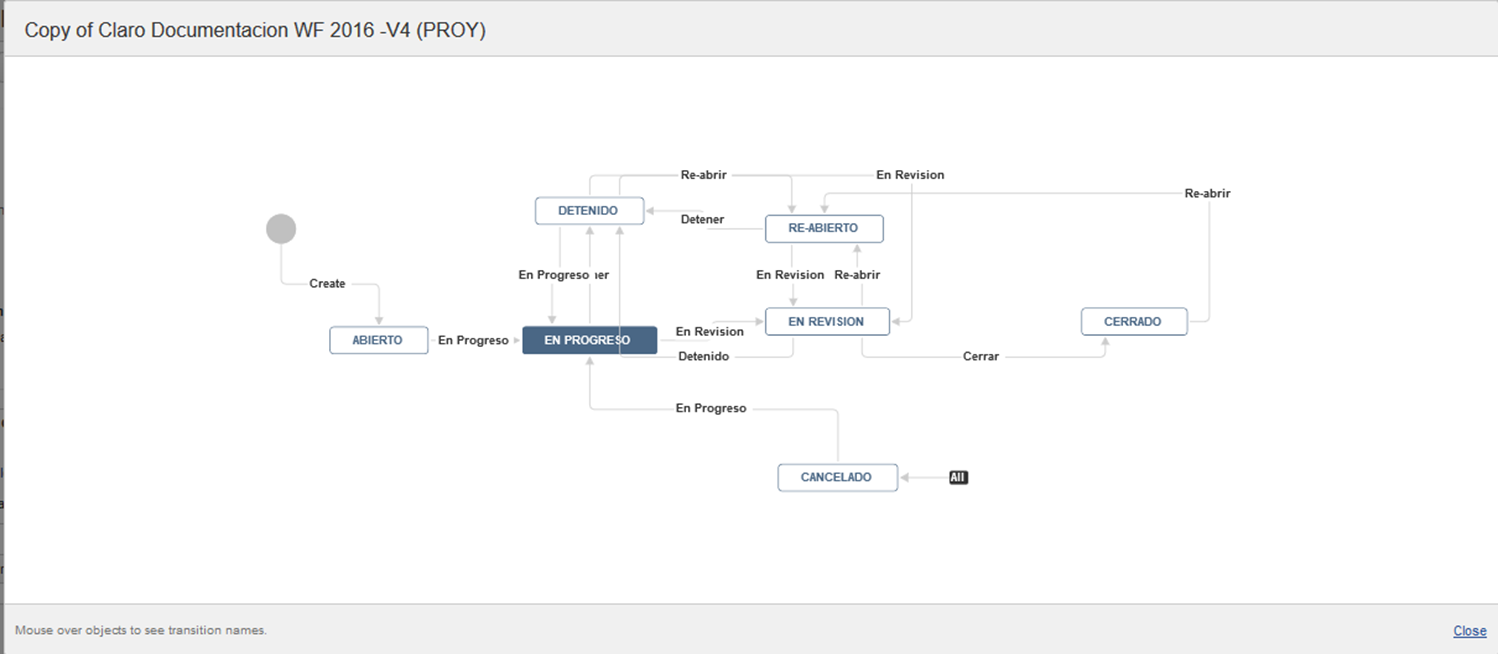 Copy of Claro Documentacion WF 2016 -V4 (PROY)
Re-abrir
En Revision
Re-abrir
DETENIDO
Detener
RE-ABIERTO
En Progreso
En Revision
Re-abrir
Create
EN REVISION
CERRADO
En Revision
ABIERTO
En Progreso
EN PROGRESO
Detenido
Cerrar
En Progreso
CANCELADO
All
Mouse over objects to see transition names.
Close